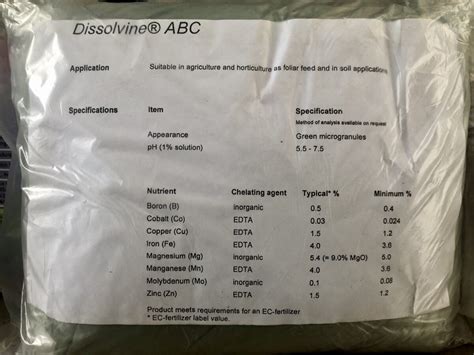 Dissolvine® ABC
Application Suitable in agriculture and horticulture as foliar feed and in soil applications
Specifications Item Specification
Method of analysis available on request
Appearance Green microgranules
pH (1% solution) 5.5 - 7.5
Nutrient Chelating agent Typical* % Minimum %
Boron (B) inorganic 0.5 0.4
Cobalt (Co) EDTA 0.03 0.024
Copper (Cu) EDTA 1.5 1.2
Iron (Fe) EDTA 4.0 3.6
Magnesium (Mg) inorganic 5.4 (= 9.0% MgO) 5.0
Manganese (Mn) EDTA 4.0 3.6
Molybdenum (Mo) inorganic 0.1 0.08
Zinc (Zn) EDTA 1.5 1.2
Product meets requirements for an EC-fertilizer
* EC-fertilizer label value.